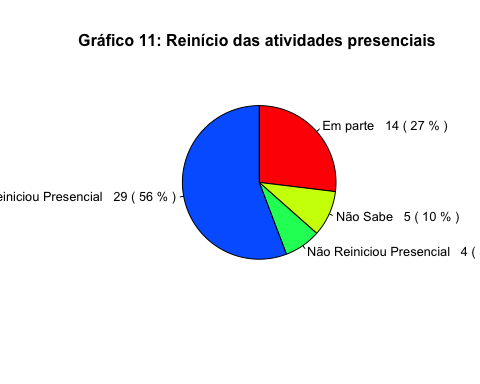 Gráfico 11: Reinício das atividades presenciais
Em parte 14 ( 27 % )
einiciou Presencial 29 ( 56 % )
Não Sabe 5 ( 10 % )
Não Reiniciou Presencial 4 (